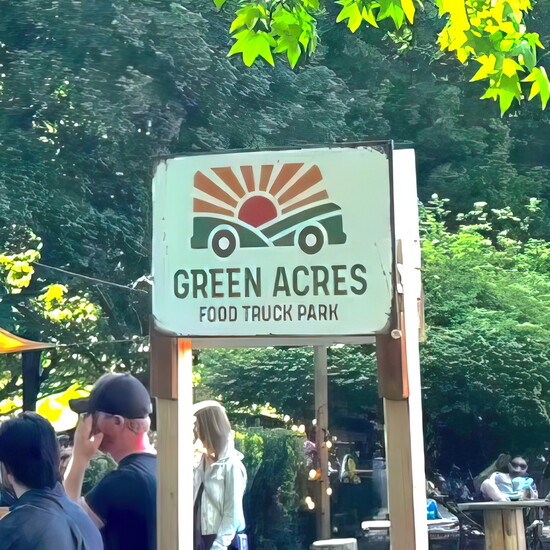 GREEN ACRES
FOOD TRUCK PARK